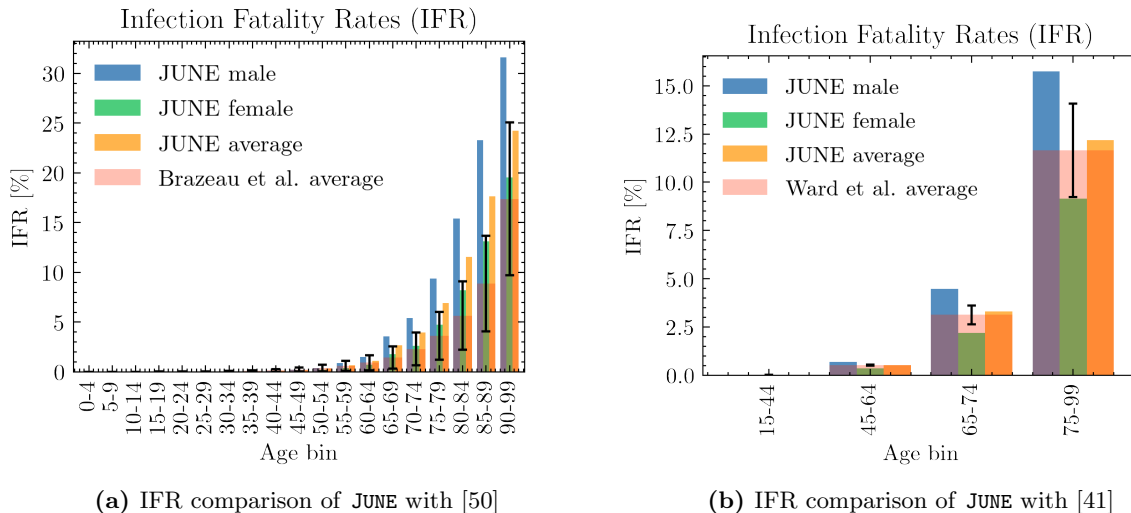 Infection Fatality Rates (IFR)
JUNE male
JUNE female
JUNE average
Brazeau et al. average
IFR [%]
30
25
20
15
10
5
0
0-4
5-9
10-14
15-19
20-24
25-29
30-34
35-39
40-44
45-49
50-54
55-59
60-64
65-69
70-74
75-79
80-84
85-89
90-99
Age bin
(a) IFR comparison of JUNE with [50]
Infection Fatality Rates (IFR)
JUNE male
JUNE female
JUNE average
Ward et al. average
IFR [%]
15.0
12.5
10.0
7.5
5.0
2.5
0.0
15-44
45-64
65-74
75-99
Age bin
(b) IFR comparison of JUNE with [41]